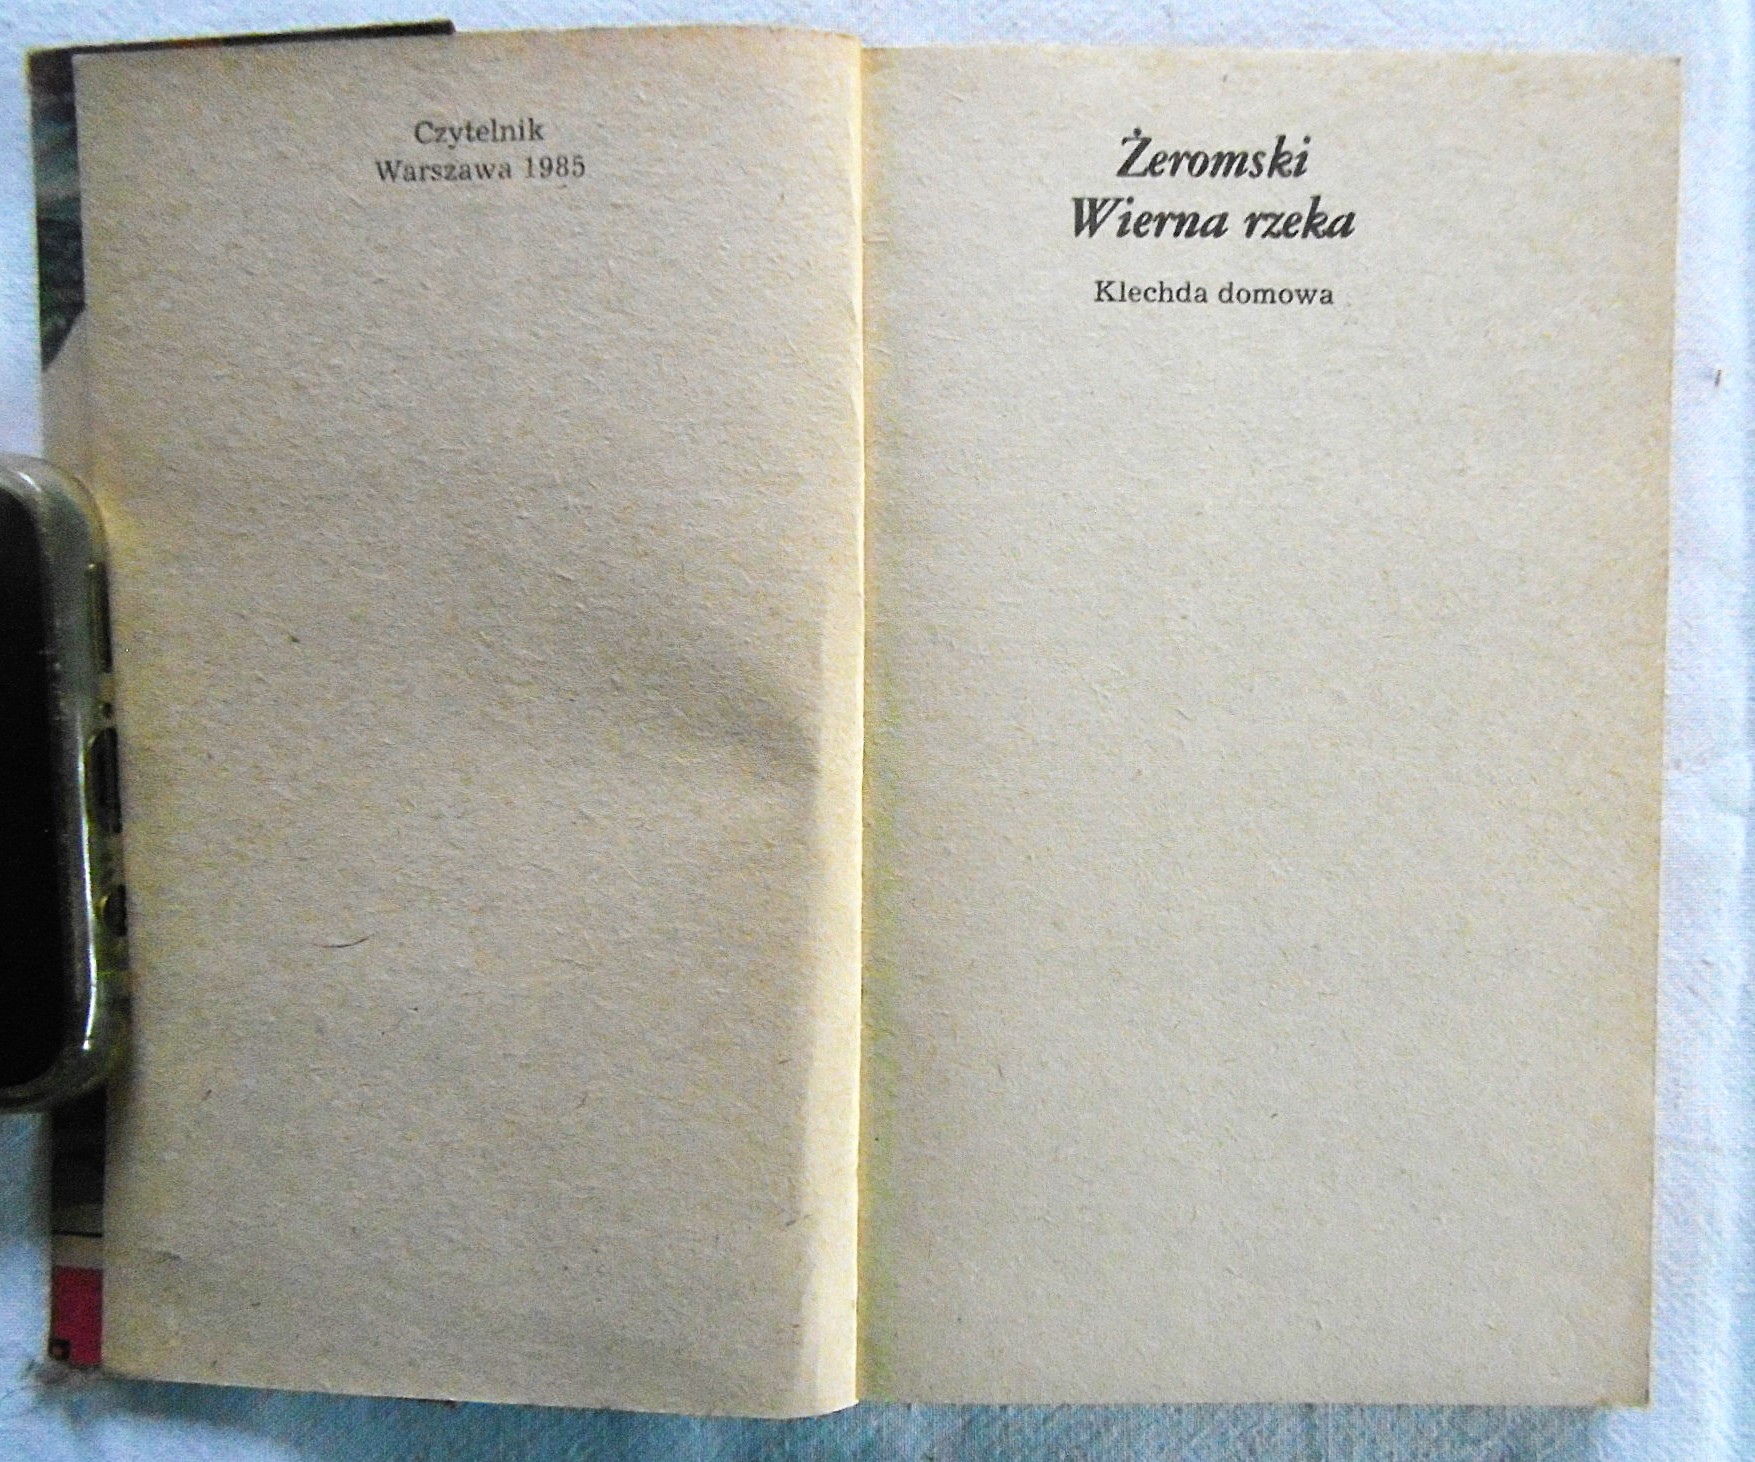 Czytelnik
Warszawa 1985
Żeromski
Wierna rzeka
Klechda domowa